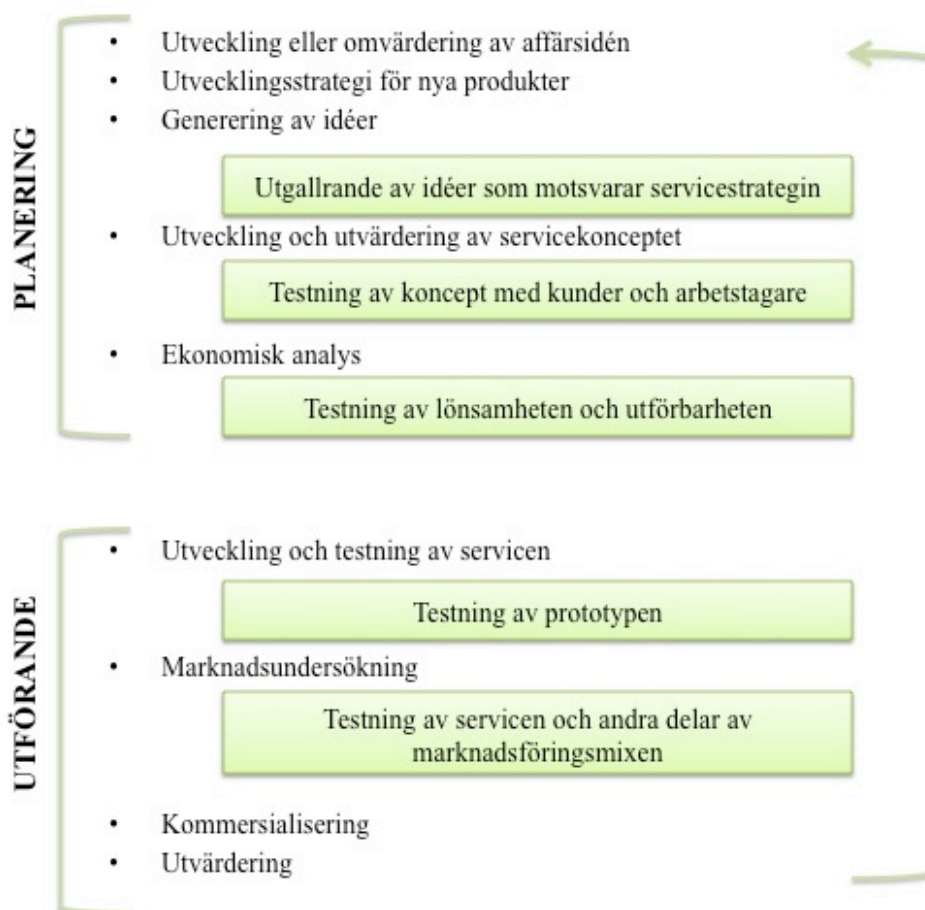 PLANERING
• Utveckling eller omvärdering av affärsidén
• Utvecklingsstrategi för nya produkter
• Generering av idéer
Utgallrande av idéer som motsvarar servicestrategin
• Utveckling och utvärdering av servicekonceptet
Testning av koncept med kunder och arbetstagare
• Ekonomisk analys
Testning av lönsamheten och utförbarheten
UTFÖRANDE
• Utveckling och testning av servicen
Testning av prototypen
• Marknadsundersökning
Testning av servicen och andra delar av
marknadsföringsmixen
• Kommersialisering
• Utvärdering